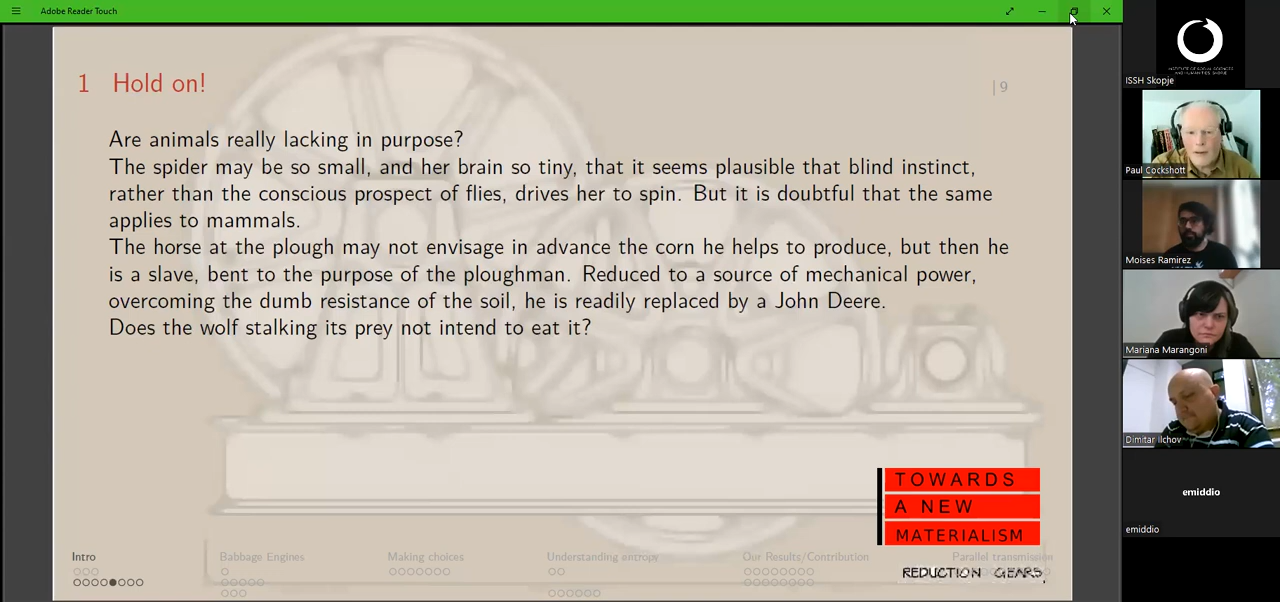 Adobe Reader Touch
1 Hold on!
| 9
Are animals really lacking in purpose?
The spider may be so small, and her brain so tiny, that it seems plausible that blind instinct,
rather than the conscious prospect of flies, drives her to spin. But it is doubtful that the same
applies to mammals.
The horse at the plough may not envisage in advance the corn he helps to produce, but then he
is a slave, bent to the purpose of the ploughman. Reduced to a source of mechanical power,
overcoming the dumb resistance of the soil, he is readily replaced by a John Deere.
Does the wolf stalking its prey not intend to eat it?
TOWARDS
A NEW
MATERIALISM
Intro
Babbage Engines
Making choices
Understanding entropy
Our Results/Contribution
Parallel transmission
REDUCTION GEARS
INSTITUTE OF SOCIAL SCIENCES
AND HUMANITIES, SKOPJE
ISSH Skopje
Paul Cockshott
Moises Ramirez
Mariana Marangoni
Dimitar Ilchov
emiddio
emiddio